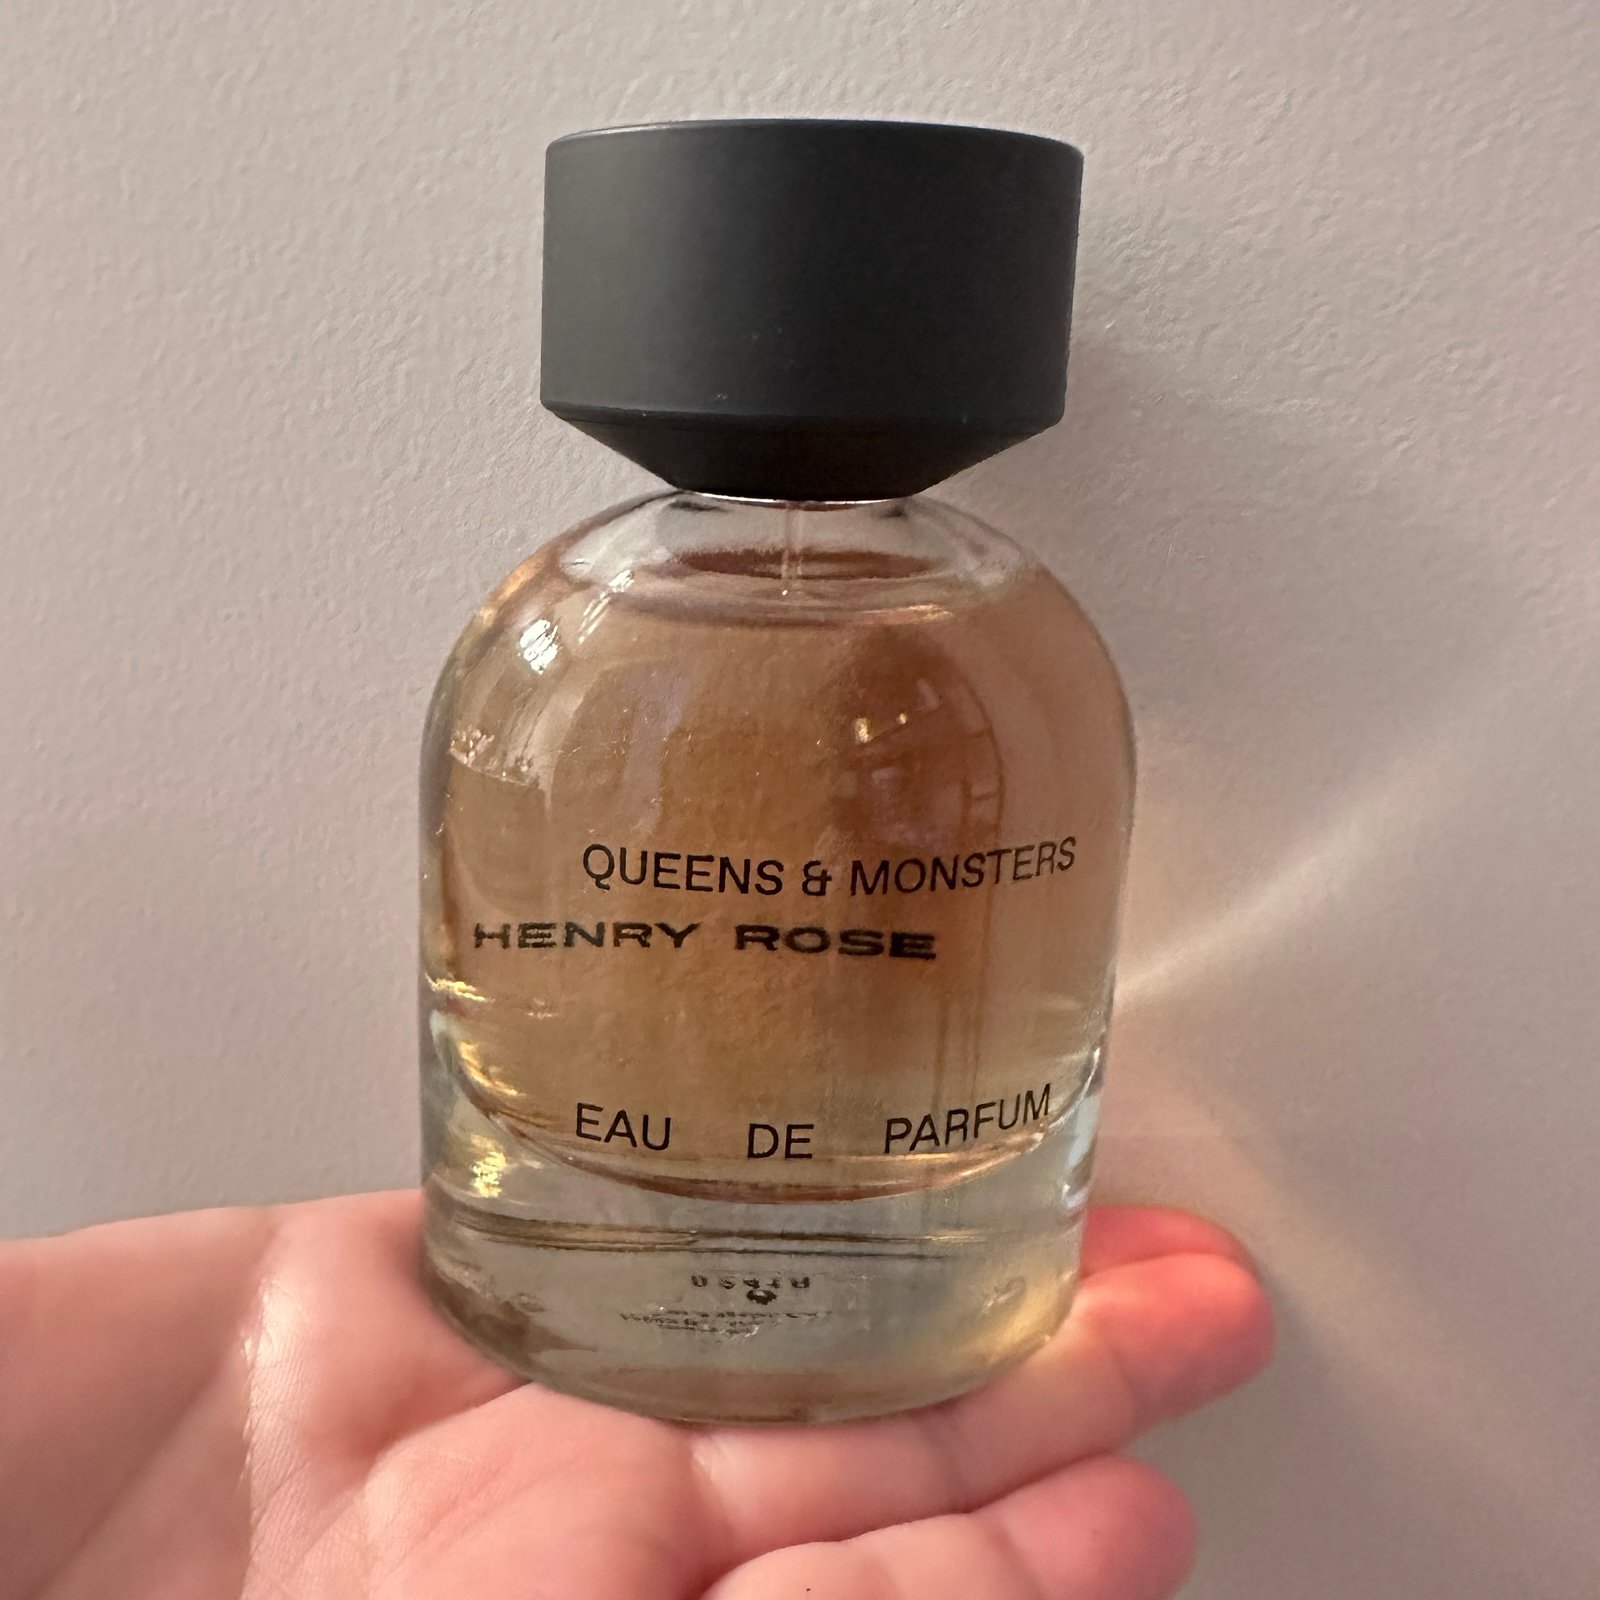 QUEENS & MONSTERS
HENRY ROSE
EAU DE PARFUM